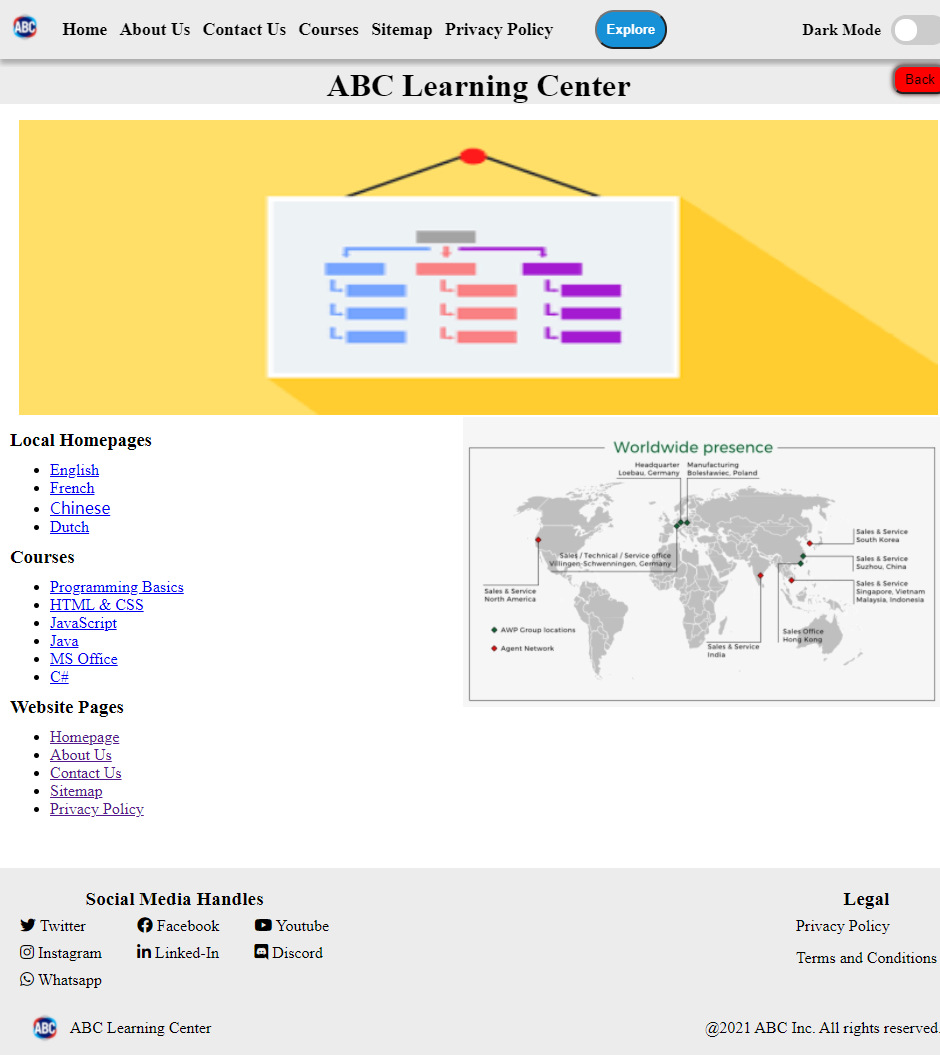 ABC Home About Us Contact Us Courses Sitemap Privacy Policy Explore Dark Mode
ABC Learning Center Back
Local Homepages
English
French
Chinese
Dutch
Courses
Programming Basics
HTML & CSS
JavaScript
Java
MS Office
C#
Website Pages
Homepage
About Us
Contact Us
Sitemap
Privacy Policy
Worldwide presence
Headquarter
Loebau, Germany
Manufacturing
Bolesławiec, Poland
Sales / Technical / Service office
Villingen-Schwenningen, Germany
Sales & Service
North America
Sales & Service
South Korea
Sales & Service
Suzhou, China
Sales & Service
Singapore, Vietnam
Malaysia, Indonesia
Sales Office
Hong Kong
Sales & Service
India
AWP Group locations
Agent Network
Social Media Handles
Twitter Facebook Youtube
Instagram Linked-In Discord
Whatsapp
Legal
Privacy Policy
Terms and Conditions
ABC ABC Learning Center
@2021 ABC Inc. All rights reserved.